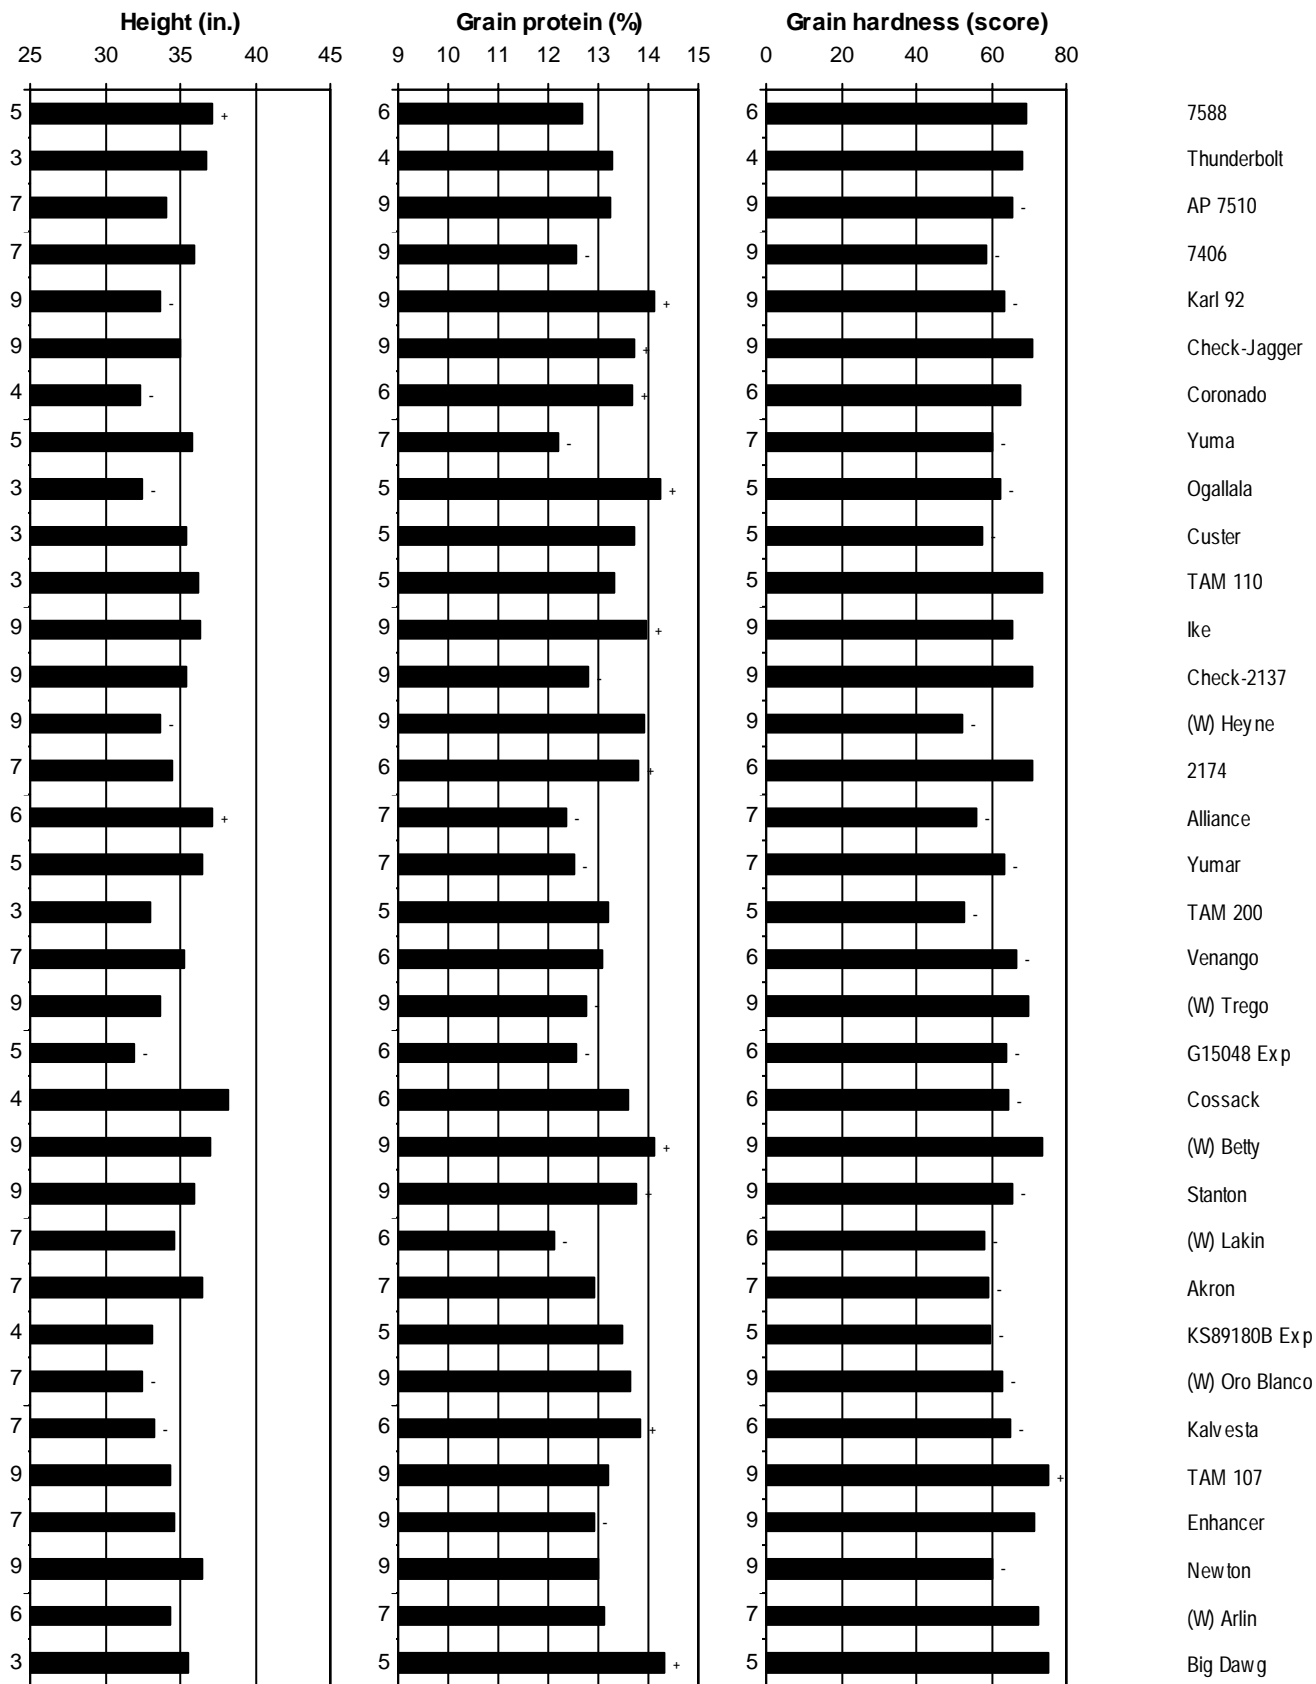 Height (in.) Grain protein (%) Grain hardness (score)
25 30 35 40 45 9 10 11 12 13 14 15 0 20 40 60 80
5 + 6 6 7588
3 4 4 Thunderbolt
7 9 9 - AP 7510
7 9 - 9 - 7406
9 - 9 + 9 - Karl 92
9 9 + 9 Check-Jagger
4 - 6 + 6 Coronado
5 7 - 7 - Yuma
3 - 5 + 5 - Ogallala
3 5 5 - Custer
3 5 5 TAM 110
9 9 + 9 Ike
9 9 - 9 Check-2137
9 - 9 9 - (W) Heyne
7 6 + 6 2174
6 + 7 - 7 - Alliance
5 7 - 7 - Yumar
3 5 5 - TAM 200
7 6 6 - Venango
9 9 - 9 (W) Trego
5 - 6 - 6 - G15048 Exp
4 6 6 - Cossack
9 9 + 9 (W) Betty
9 9 + 9 - Stanton
7 6 - 6 - (W) Lakin
7 7 7 - Akron
4 5 5 - KS89180B Exp
7 - 9 9 - (W) Oro Blanco
7 - 6 + 6 - Kalvesta
9 9 9 + TAM 107
7 9 - 9 Enhancer
9 9 9 - Newton
6 7 7 (W) Arlin
3 5 + 5 Big Dawg